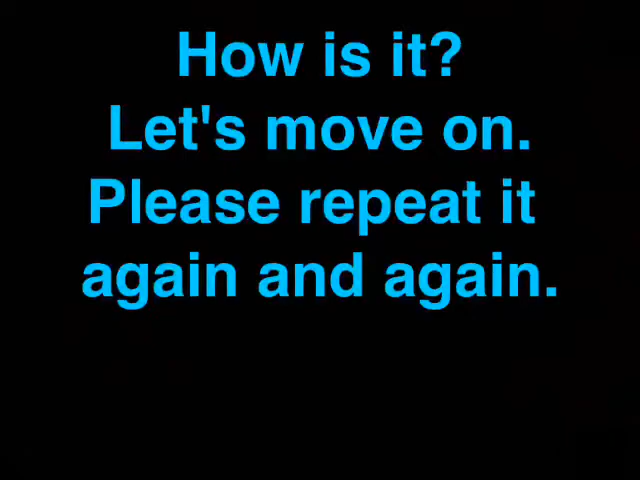 How is it?
Let's move on.
Please repeat it
again and again.